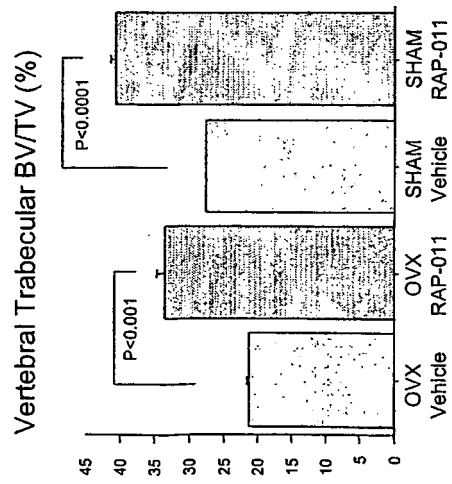 Vertebral Trabecular BV/TV (%)
45
40
35
30
25
20
15
10
5
0
P<0.001
P<0.0001
OVX
Vehicle
OVX
RAP-011
SHAM
Vehicle
SHAM
RAP-011